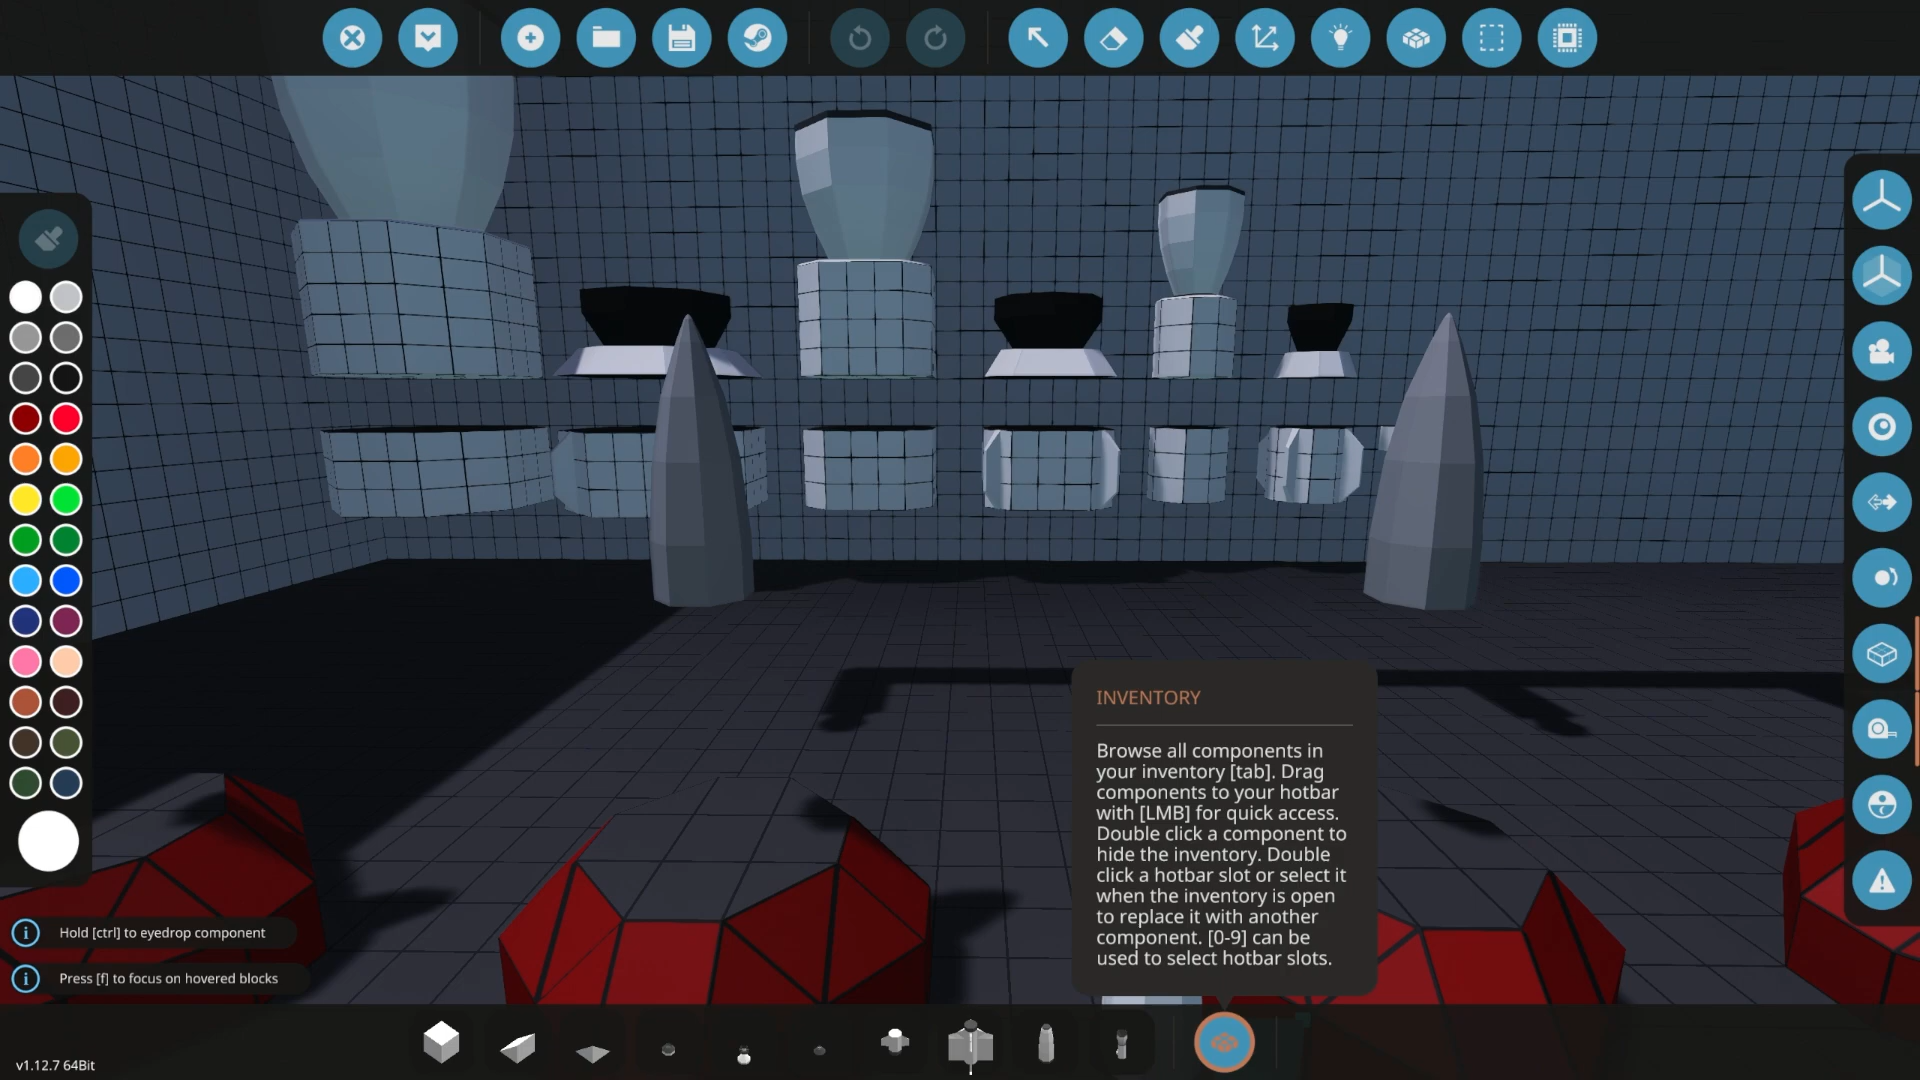 INVENTORY
Browse all components in
your inventory [tab]. Drag
components to your hotbar
with [LMB] for quick access.
Double click a component to
hide the inventory. Double
click a hotbar slot or select it
when the inventory is open
to replace it with another
component. [0-9] can be
used to select hotbar slots.
Hold [ctrl] to eyedrop component
Press [f] to focus on hovered blocks
v1.12.7 64Bit